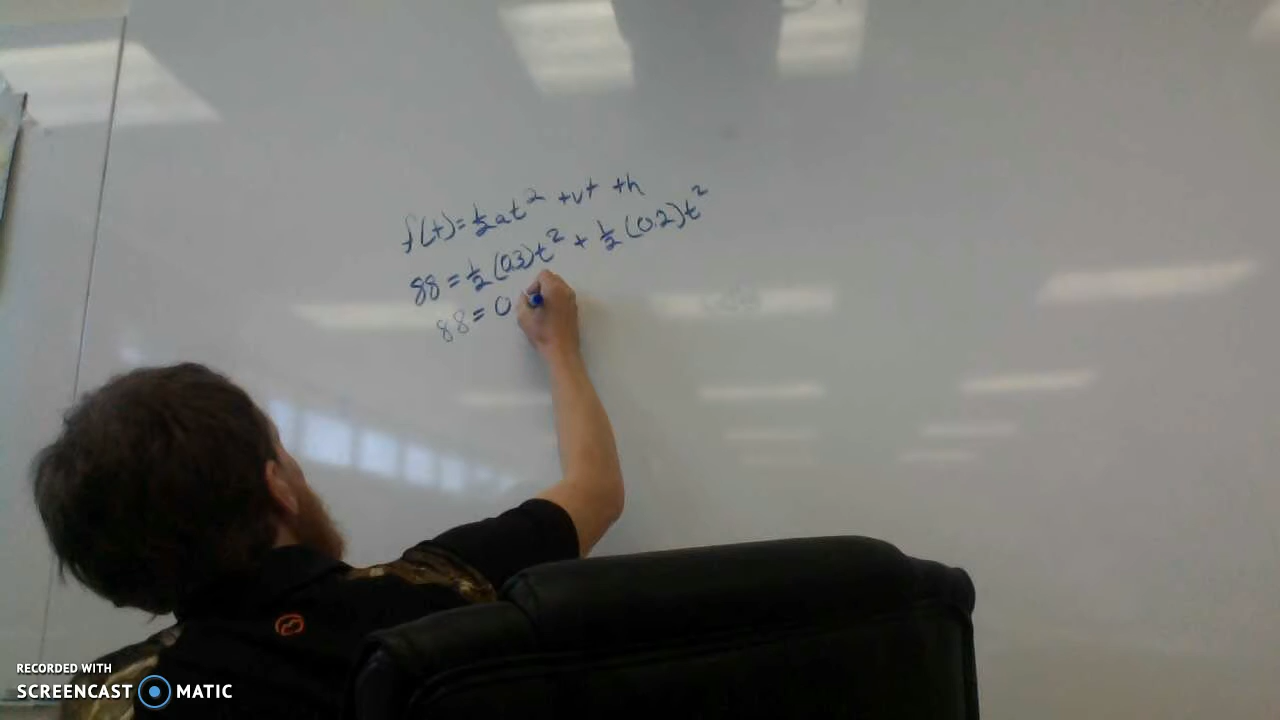 f(t)=½at² +vt +h
88=½(0.3)t² + ½(0.2)t²
88=0
RECORDED WITH
SCREENCAST MATIC